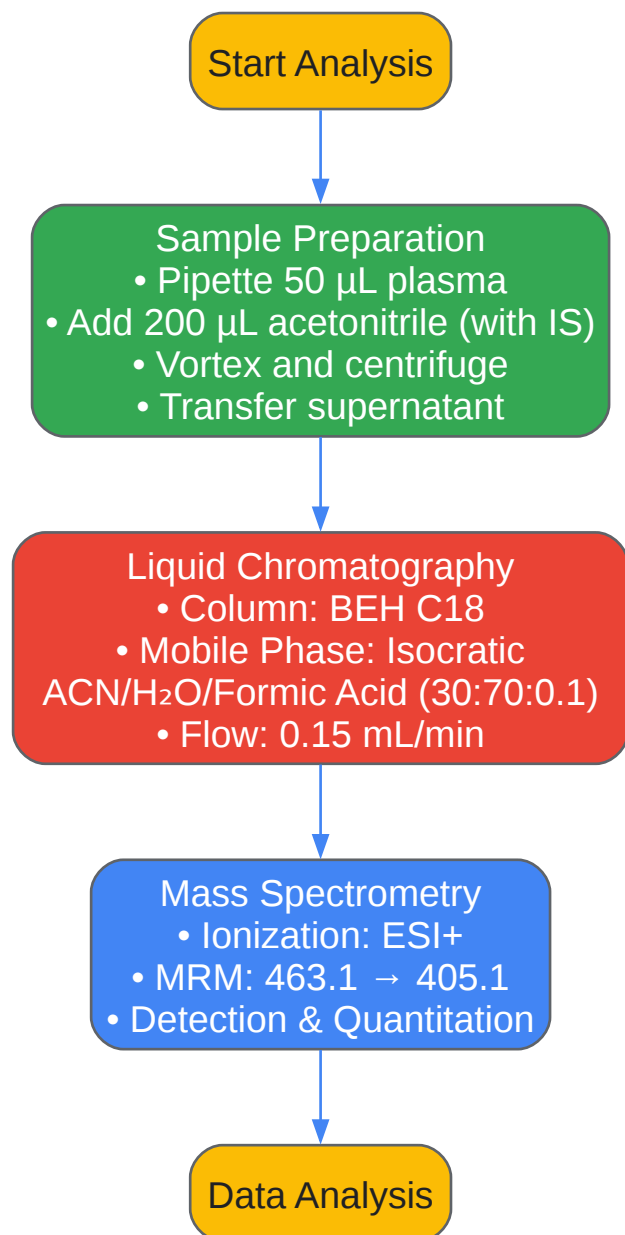 Start Analysis
Sample Preparation
• Pipette 50 µL plasma
• Add 200 µL acetonitrile (with IS)
• Vortex and centrifuge
• Transfer supernatant
Liquid Chromatography
• Column: BEH C18
• Mobile Phase: Isocratic
ACN/H₂O/Formic Acid (30:70:0.1)
• Flow: 0.15 mL/min
Mass Spectrometry
• Ionization: ESI+
• MRM: 463.1 → 405.1
• Detection & Quantitation
Data Analysis